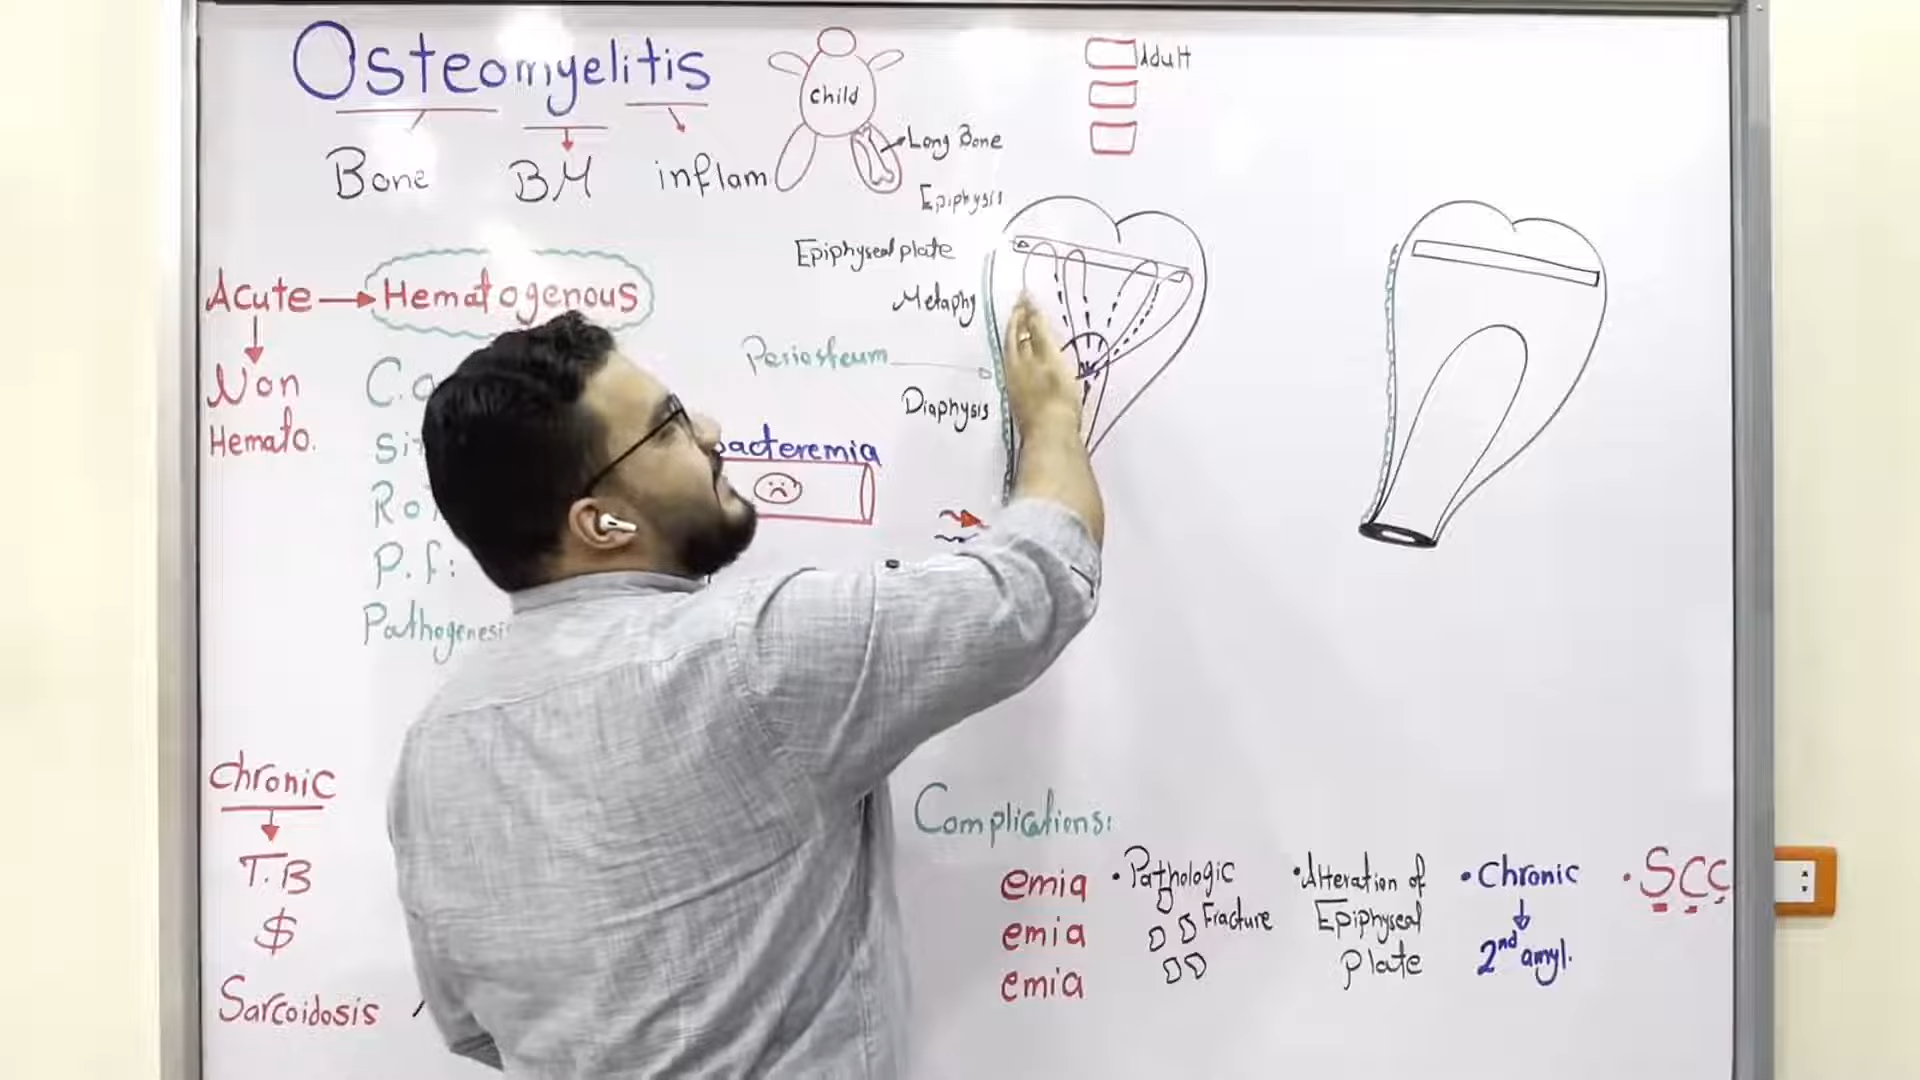 Osteomyelitis
Bone BM inflam
child
Long Bone
Adult
Epiphysis
Epiphyseal plate
Metaphy
Periosteum
Diaphysis
Acute → Hematogenous
Non
Hemato.
P.f:
Pathogenesis
bacteremia
Chronic
T.B
$
Sarcoidosis
Complications:
emia
emia
emia
• Pathologic
Fracture
• Alteration of
Epiphyseal
plate
• Chronic
2nd amyl.
• SCC